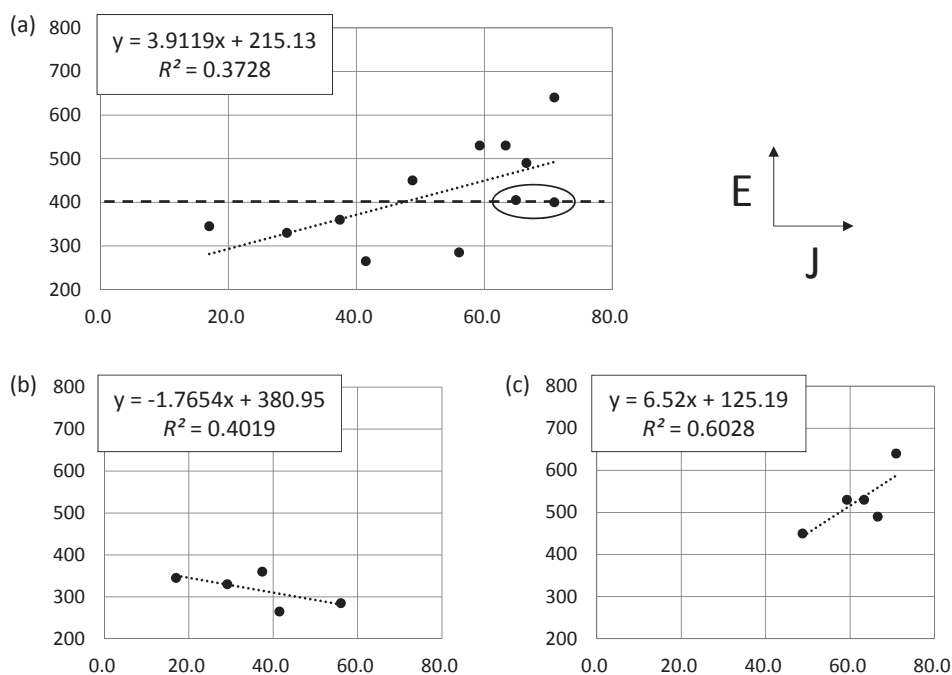 (a)
y = 3.9119x + 215.13
R² = 0.3728
800
700
600
500
400
300
200
0.0 20.0 40.0 60.0 80.0
E
J
(b)
y = -1.7654x + 380.95
R² = 0.4019
800
700
600
500
400
300
200
0.0 20.0 40.0 60.0 80.0
(c)
y = 6.52x + 125.19
R² = 0.6028
800
700
600
500
400
300
200
0.0 20.0 40.0 60.0 80.0